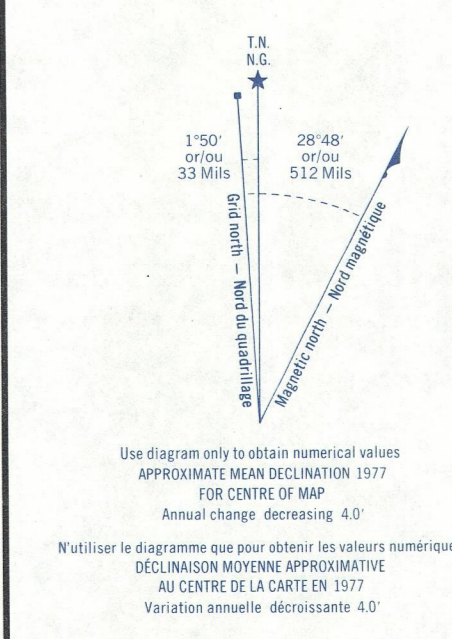 T.N.
N.G.
1°50'
or/ou
33 Mils
28°48'
or/ou
512 Mils
Grid north — Nord du quadrillage
Magnetic north — Nord magnétique
Use diagram only to obtain numerical values
APPROXIMATE MEAN DECLINATION 1977
FOR CENTRE OF MAP
Annual change decreasing 4.0'
N'utiliser le diagramme que pour obtenir les valeurs numérique
DÉCLINAISON MOYENNE APPROXIMATIVE
AU CENTRE DE LA CARTE EN 1977
Variation annuelle décroissante 4.0'